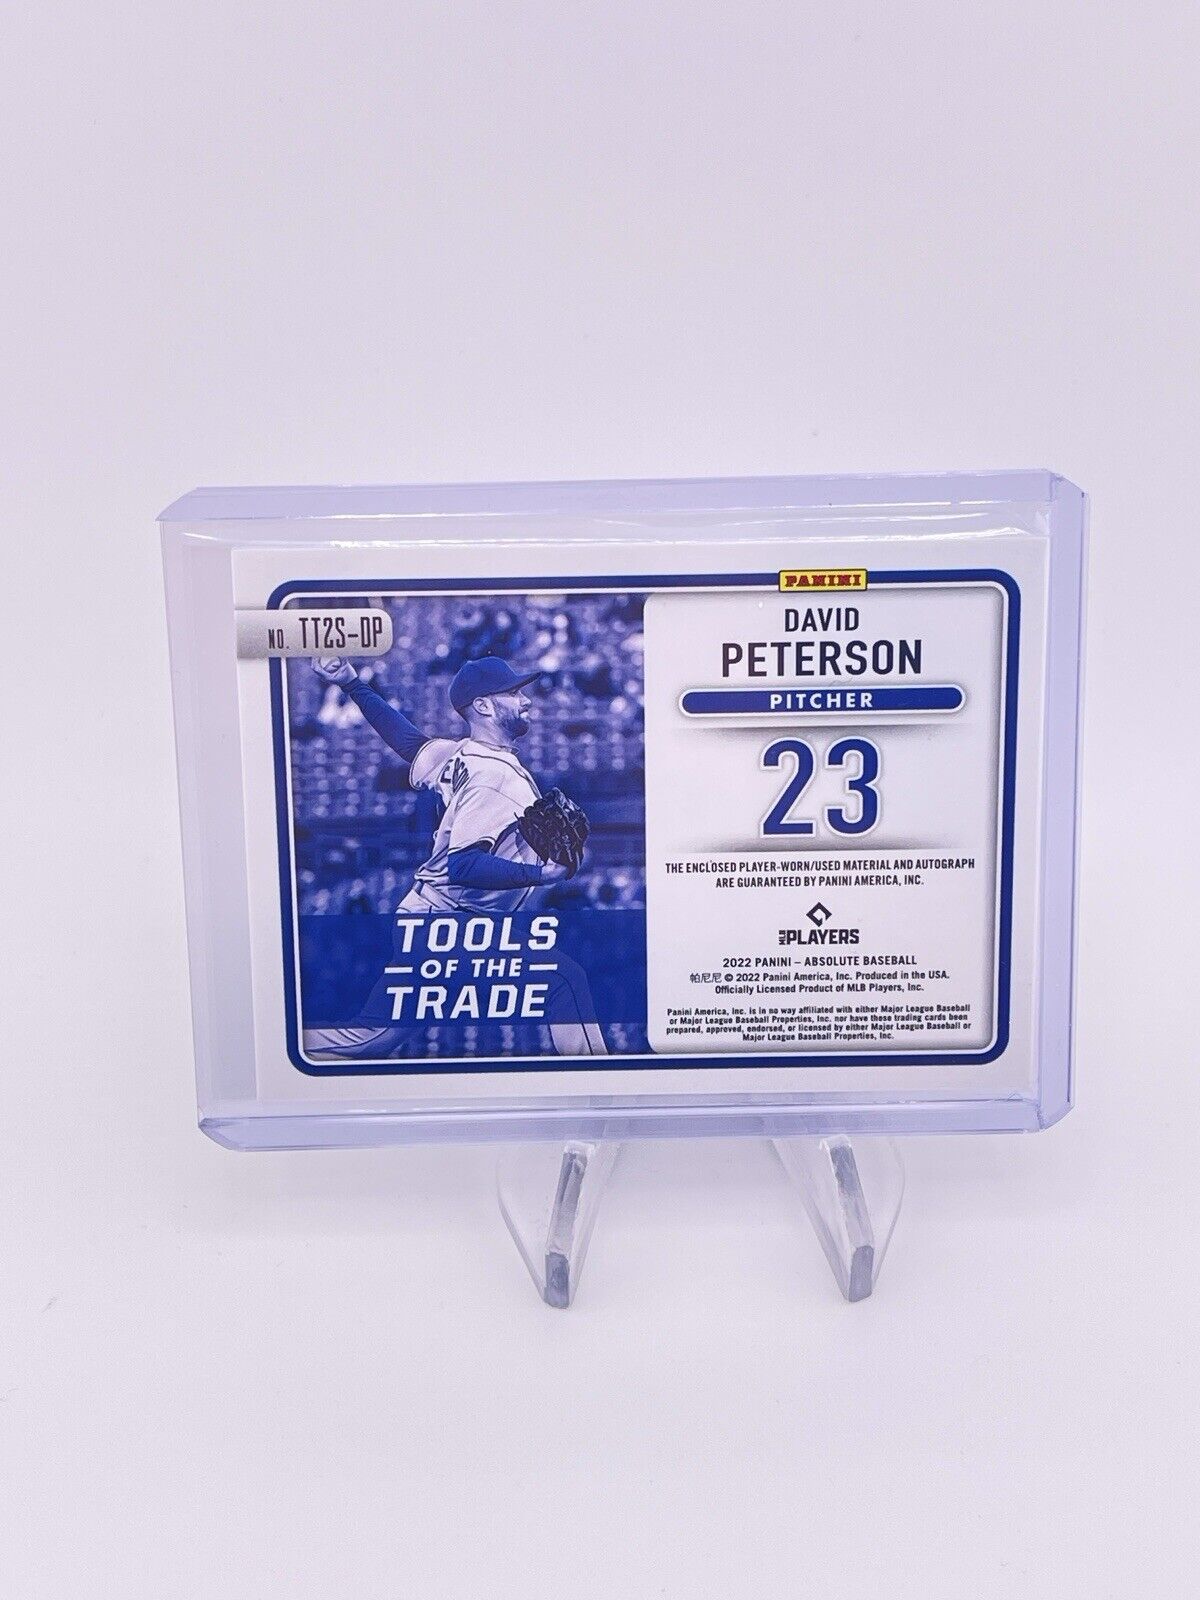 NO. TT2S-DP
TOOLS
OF THE
TRADE
PANINI
DAVID
PETERSON
PITCHER
23
THE ENCLOSED PLAYER-WORN/USED MATERIAL AND AUTOGRAPH
ARE GUARANTEED BY PANINI AMERICA, INC.
MLB PLAYERS
2022 PANINI – ABSOLUTE BASEBALL
帕尼尼 © 2022 Panini America, Inc. Produced in the USA.
Officially Licensed Product of MLB Players, Inc.
Panini America, Inc. is in no way affiliated with either Major League Baseball
or Major League Baseball Properties, Inc. nor have these trading cards been
prepared, approved, endorsed, or licensed by either Major League Baseball or
Major League Baseball Properties, Inc.